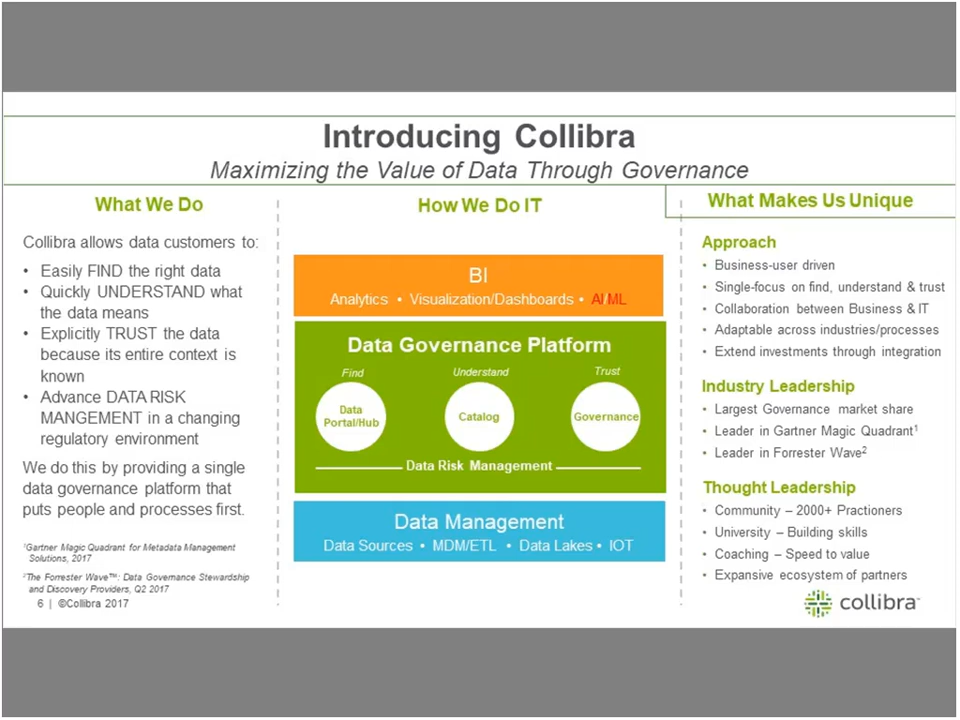 Introducing Collibra
Maximizing the Value of Data Through Governance
What We Do
Collibra allows data customers to:
• Easily FIND the right data
• Quickly UNDERSTAND what
the data means
• Explicitly TRUST the data
because its entire context is
known
• Advance DATA RISK
MANGEMENT in a changing
regulatory environment
We do this by providing a single
data governance platform that
puts people and processes first.
¹Gartner Magic Quadrant for Metadata Management
Solutions, 2017
²The Forrester Wave™: Data Governance Stewardship
and Discovery Providers, Q2 2017
6 | ©Collibra 2017
How We Do IT
BI
Analytics • Visualization/Dashboards • AI/ML
Data Governance Platform
Find Understand Trust
Data
Portal/Hub
Catalog
Governance
Data Risk Management
Data Management
Data Sources • MDM/ETL • Data Lakes • IOT
What Makes Us Unique
Approach
• Business-user driven
• Single-focus on find, understand & trust
• Collaboration between Business & IT
• Adaptable across industries/processes
• Extend investments through integration
Industry Leadership
• Largest Governance market share
• Leader in Gartner Magic Quadrant¹
• Leader in Forrester Wave²
Thought Leadership
• Community – 2000+ Practioners
• University – Building skills
• Coaching – Speed to value
• Expansive ecosystem of partners
collibra™